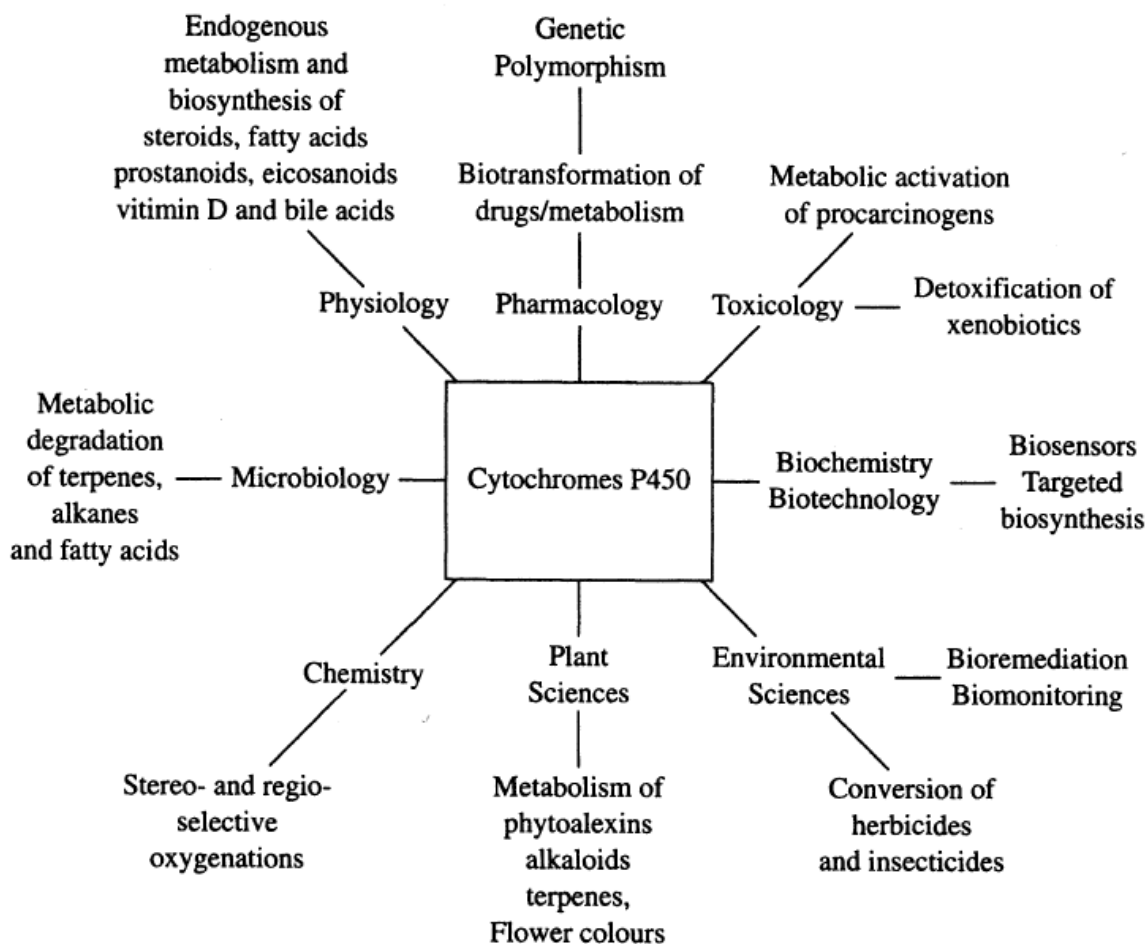 Endogenous
metabolism and
biosynthesis of
steroids, fatty acids
prostanoids, eicosanoids
vitimin D and bile acids
Genetic
Polymorphism
Biotransformation of
drugs/metabolism
Metabolic activation
of procarcinogens
Physiology
Pharmacology
Toxicology
Detoxification of
xenobiotics
Metabolic
degradation
of terpenes,
alkanes
and fatty acids
Microbiology
Cytochromes P450
Biochemistry
Biotechnology
Biosensors
Targeted
biosynthesis
Chemistry
Plant
Sciences
Environmental
Sciences
Bioremediation
Biomonitoring
Stereo- and regio-
selective
oxygenations
Metabolism of
phytoalexins
alkaloids
terpenes,
Flower colours
Conversion of
herbicides
and insecticides